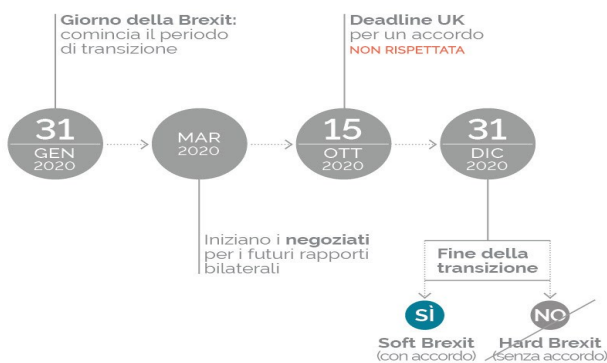 Giorno della Brexit:
comincia il periodo
di transizione
Deadline UK
per un accordo
NON RISPETTATA
31
GEN
2020
MAR
2020
15
OTT
2020
31
DIC
2020
Iniziano i negoziati
per i futuri rapporti
bilaterali
Fine della
transizione
SÌ
NO
Soft Brexit
(con accordo)
Hard Brexit
(senza accordo)